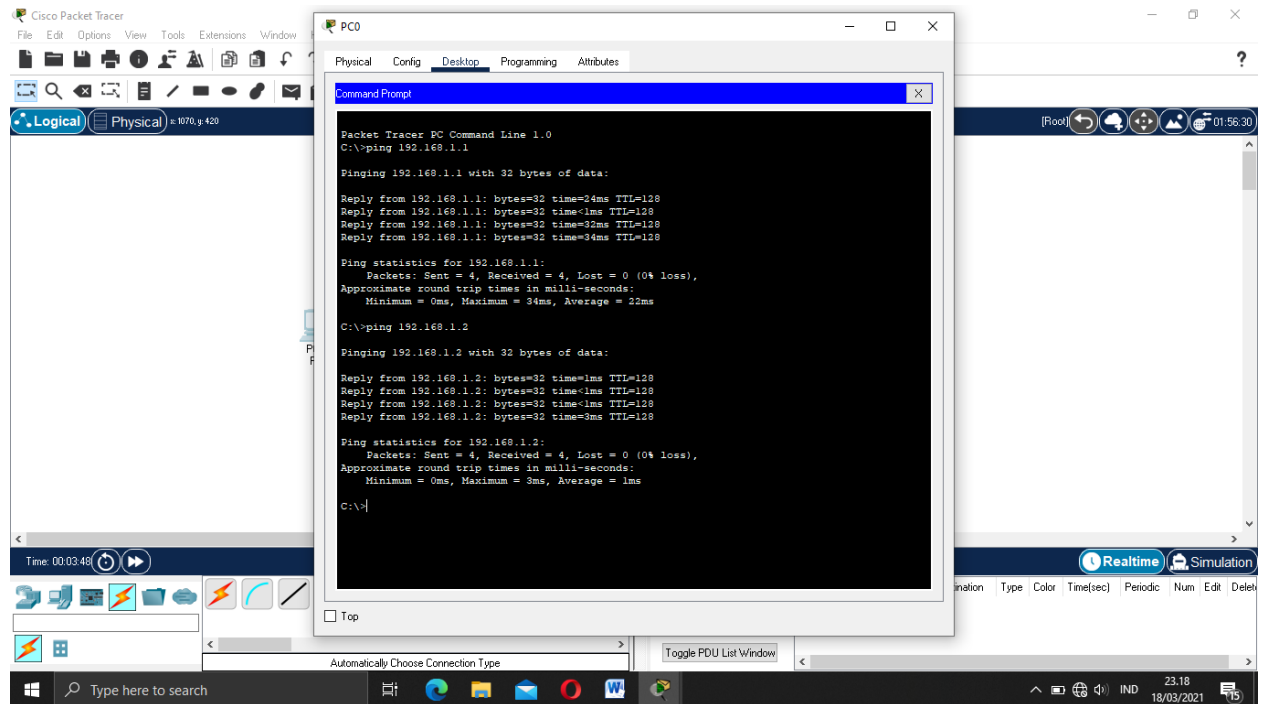 Cisco Packet Tracer
File Edit Options View Tools Extensions Window
?
Logical Physical x: 1070, y: 420
[Root] 01:56:30
PC0
Physical Config Desktop Programming Attributes
Command Prompt X
Packet Tracer PC Command Line 1.0
C:\>ping 192.168.1.1
Pinging 192.168.1.1 with 32 bytes of data:
Reply from 192.168.1.1: bytes=32 time=24ms TTL=128
Reply from 192.168.1.1: bytes=32 time<1ms TTL=128
Reply from 192.168.1.1: bytes=32 time=32ms TTL=128
Reply from 192.168.1.1: bytes=32 time=34ms TTL=128
Ping statistics for 192.168.1.1:
Packets: Sent = 4, Received = 4, Lost = 0 (0% loss),
Approximate round trip times in milli-seconds:
Minimum = 0ms, Maximum = 34ms, Average = 22ms
C:\>ping 192.168.1.2
Pinging 192.168.1.2 with 32 bytes of data:
Reply from 192.168.1.2: bytes=32 time=1ms TTL=128
Reply from 192.168.1.2: bytes=32 time<1ms TTL=128
Reply from 192.168.1.2: bytes=32 time<1ms TTL=128
Reply from 192.168.1.2: bytes=32 time=3ms TTL=128
Ping statistics for 192.168.1.2:
Packets: Sent = 4, Received = 4, Lost = 0 (0% loss),
Approximate round trip times in milli-seconds:
Minimum = 0ms, Maximum = 3ms, Average = 1ms
C:\>
Top
Time: 00:03:48
Realtime Simulation
Type Color Time(sec) Periodic Num Edit
Toggle PDU List Window
Automatically Choose Connection Type
Type here to search
IND
23.18
18/03/2021
15